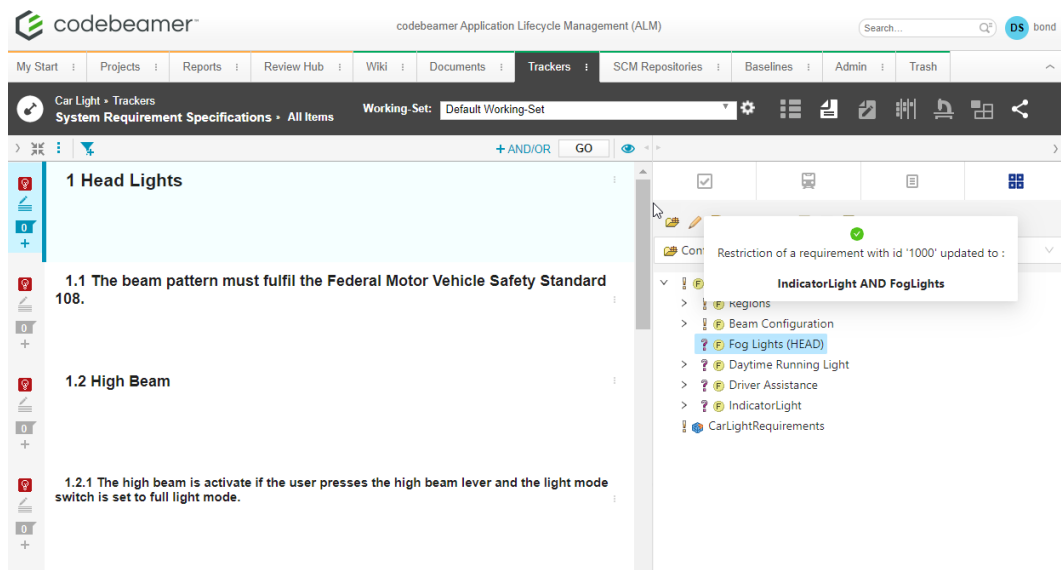 codebeamer
codebeamer Application Lifecycle Management (ALM)
Search...
DS bond
My Start Projects Reports Review Hub Wiki Documents Trackers SCM Repositories Baselines Admin Trash
Car Light • Trackers
System Requirement Specifications • All Items
Working-Set: Default Working-Set
+ AND/OR GO
1 Head Lights
0
1.1 The beam pattern must fulfil the Federal Motor Vehicle Safety Standard
108.
0
1.2 High Beam
0
1.2.1 The high beam is activate if the user presses the high beam lever and the light mode
switch is set to full light mode.
0
Restriction of a requirement with id '1000' updated to :
IndicatorLight AND FogLights
F
F Regions
F Beam Configuration
? F Fog Lights (HEAD)
? F Daytime Running Light
? F Driver Assistance
? F IndicatorLight
CarLightRequirements